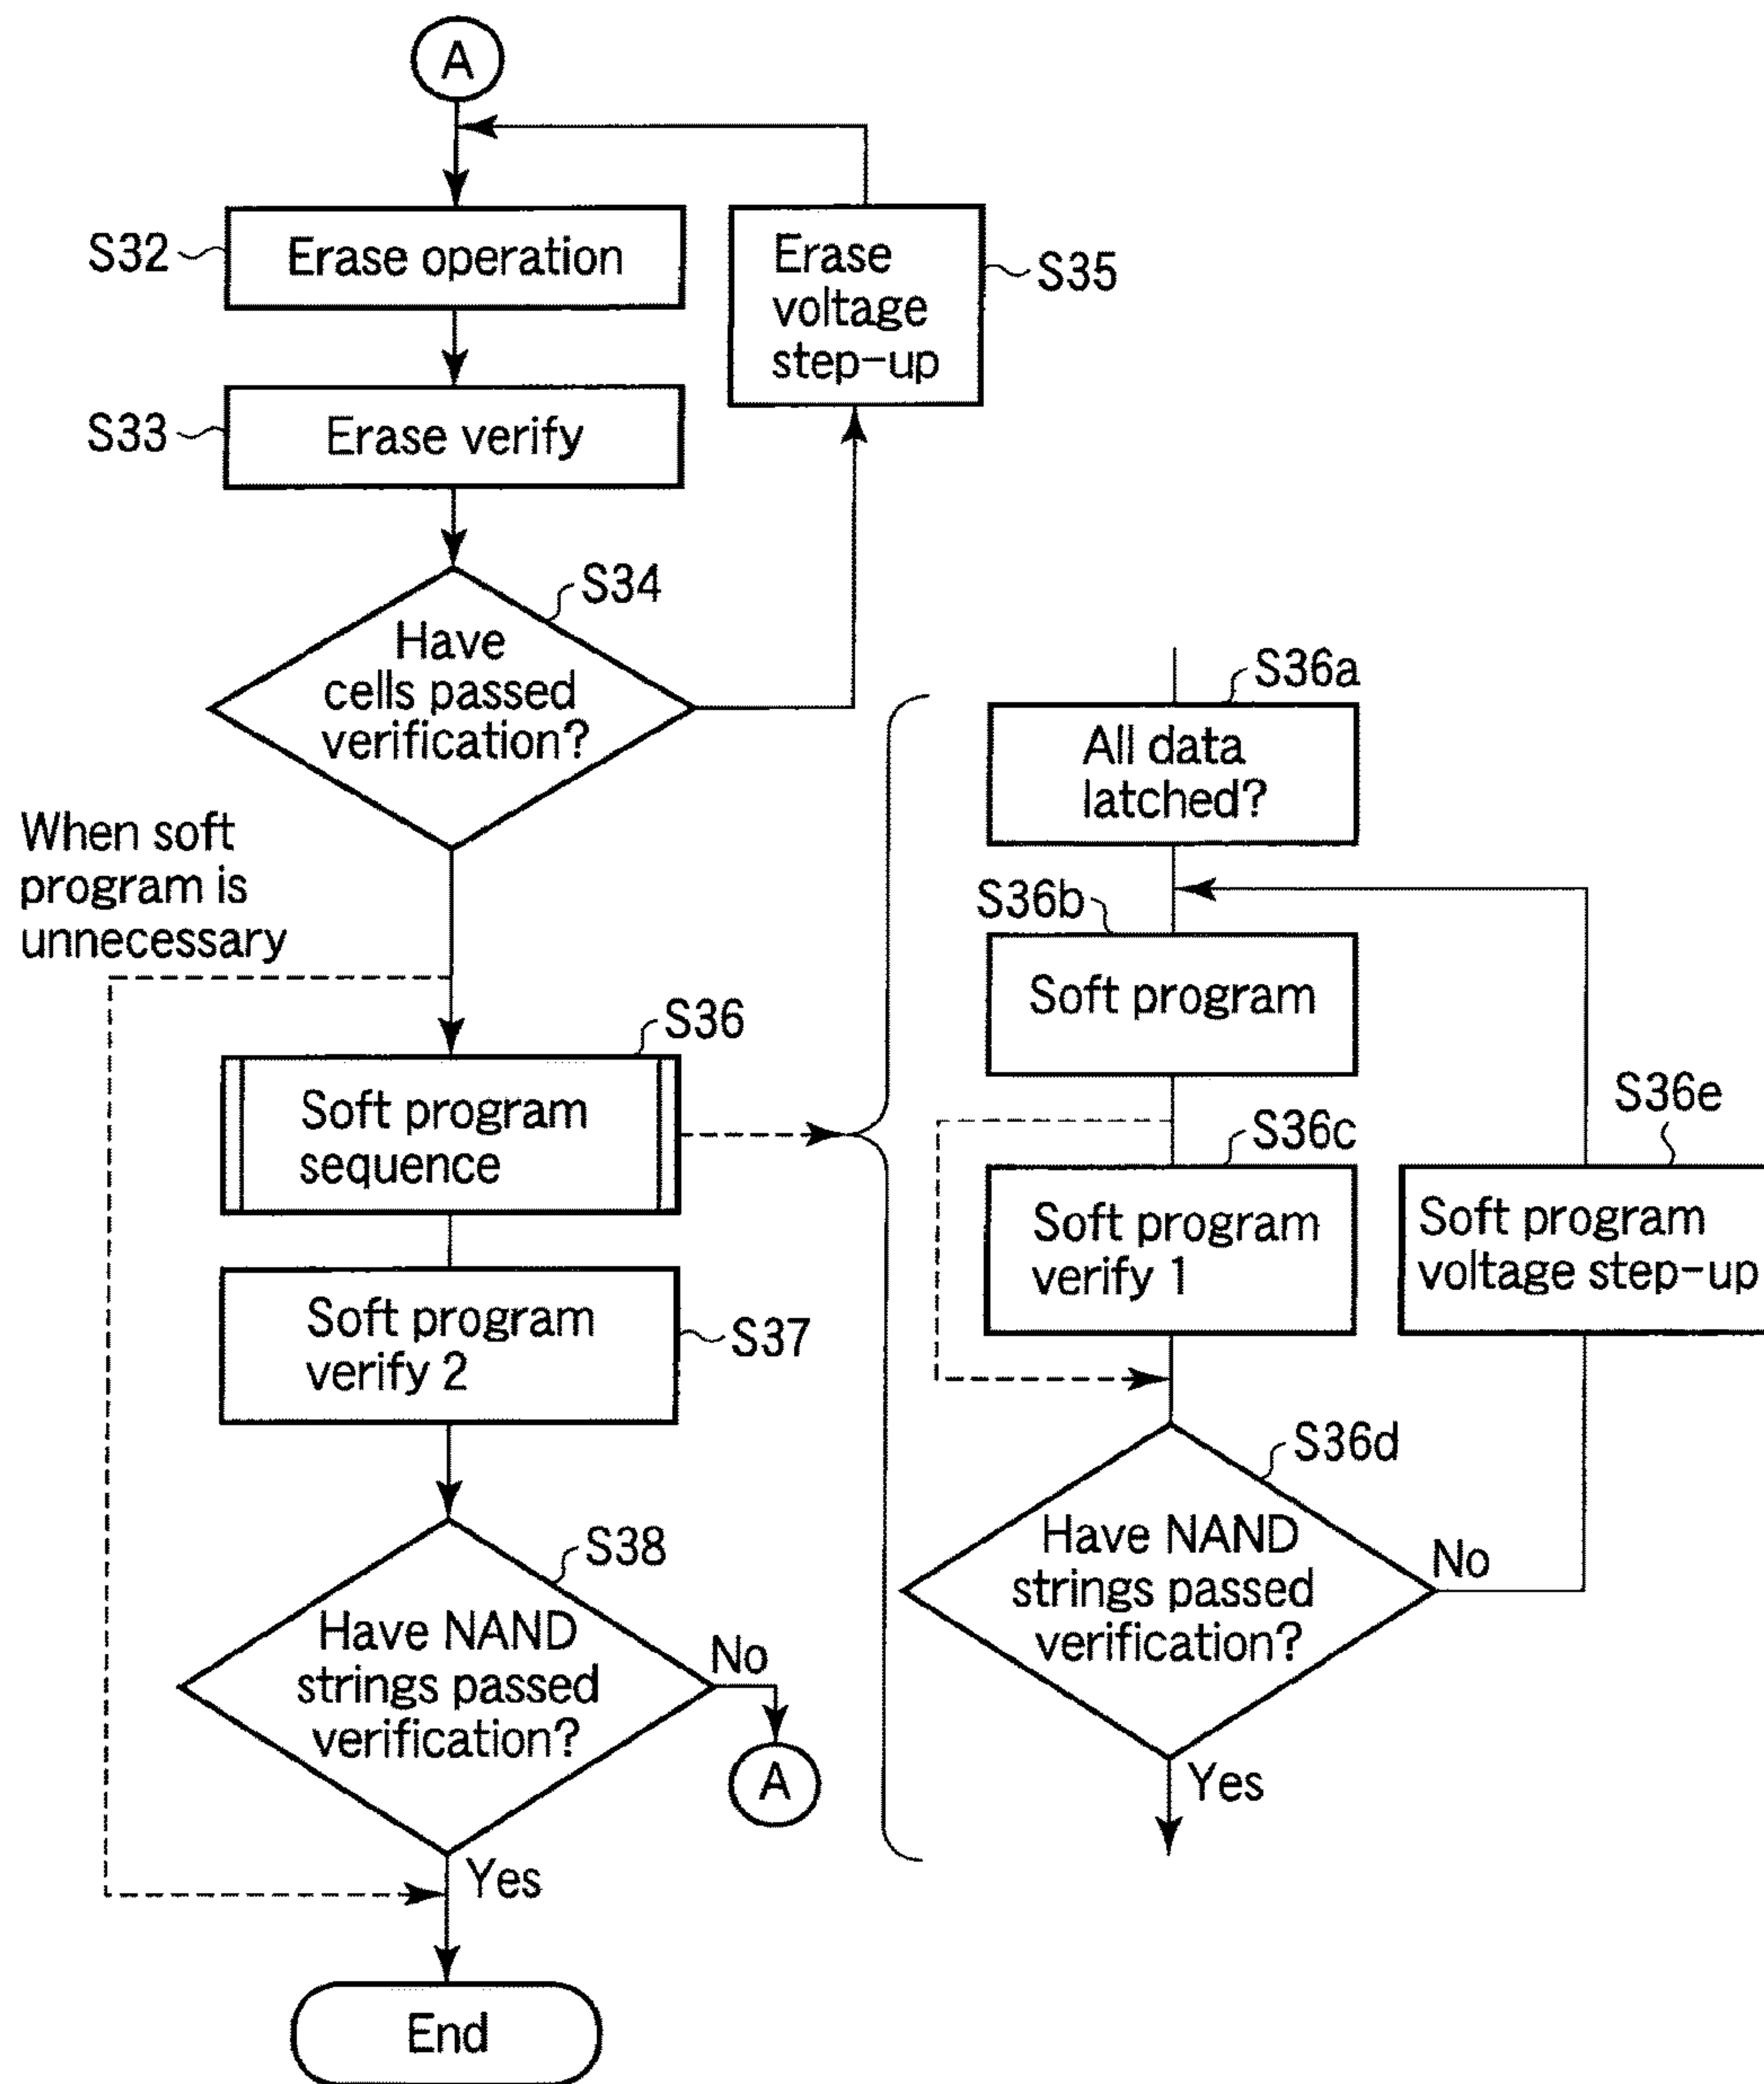 A
S32
Erase operation
Erase
voltage
step-up
S35
S33
Erase verify
S34
Have
cells passed
verification?
When soft
program is
unnecessary
S36
Soft program
sequence
Soft program
verify 2
S37
S38
Have NAND
strings passed
verification?
No
A
Yes
End
S36a
All data
latched?
S36b
Soft program
S36c
Soft program
verify 1
S36e
Soft program
voltage step-up
S36d
Have NAND
strings passed
verification?
No
Yes